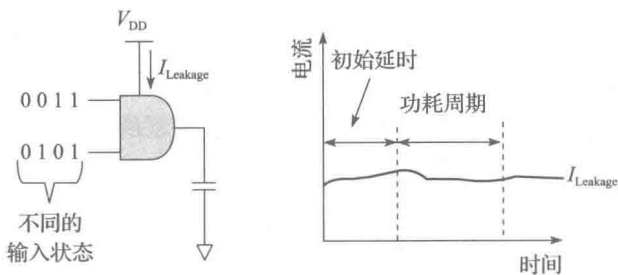 V_DD
I_Leakage
0 0 1 1
0 1 0 1
不同的
输入状态
电流
初始延时
功耗周期
I_Leakage
时间